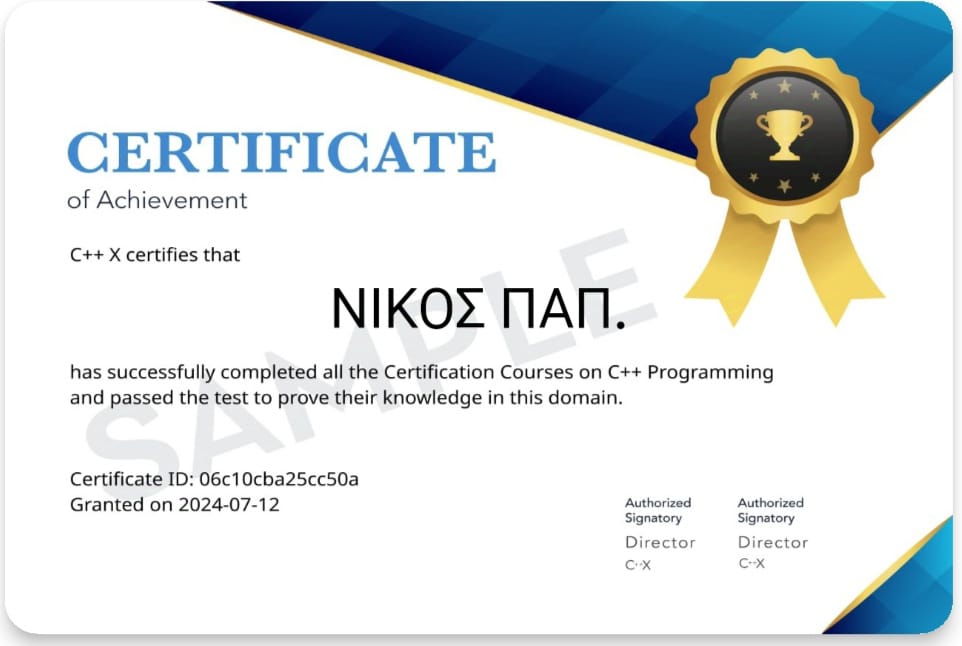 CERTIFICATE
of Achievement
C++ X certifies that
ΝΙΚΟΣ ΠΑΠ.
SAMPLE
has successfully completed all the Certification Courses on C++ Programming
and passed the test to prove their knowledge in this domain.
Certificate ID: 06c10cba25cc50a
Granted on 2024-07-12
Authorized
Signatory
Director
C++X
Authorized
Signatory
Director
C++X